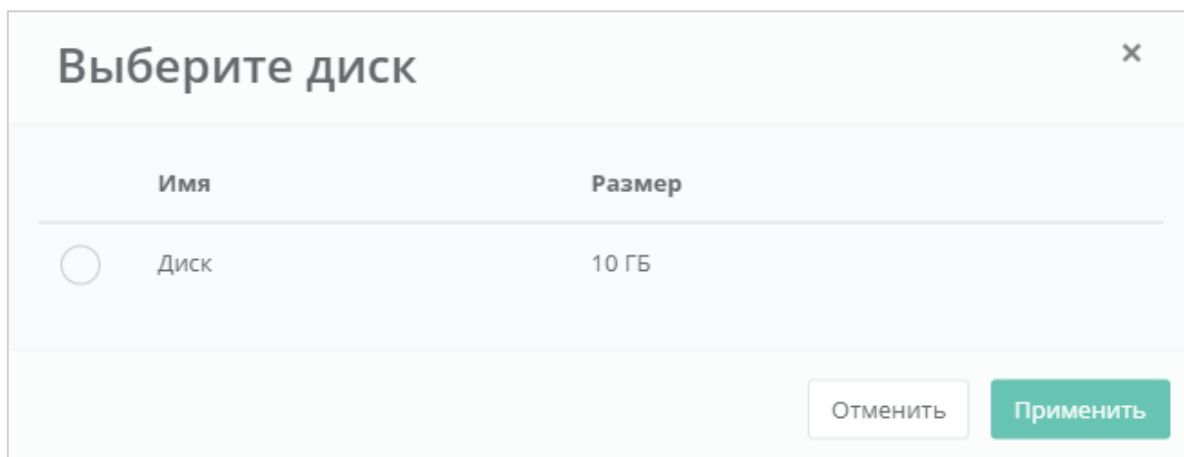 Выберите диск ×
Имя Размер
Диск 10 ГБ
Отменить Применить